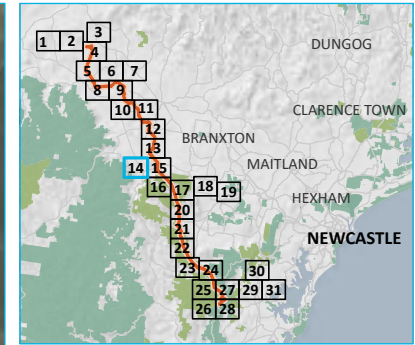 3
1 2
4
DUNGOG
5 6 7
8 9
10 11
CLARENCE TOWN
12
BRANXTON
13
14 15
MAITLAND
16 17 18 19
HEXHAM
20
21
NEWCASTLE
22
23 24
30
25 27 29 31
26 28